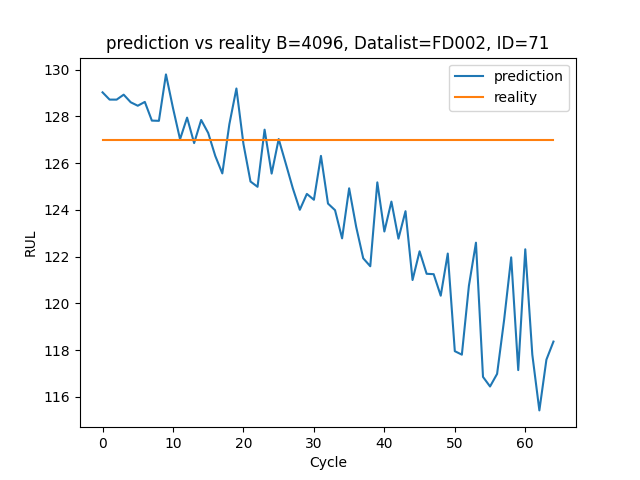 prediction vs reality B=4096, Datalist=FD002, ID=71
prediction
reality
RUL
130
128
126
124
122
120
118
116
0 10 20 30 40 50 60
Cycle